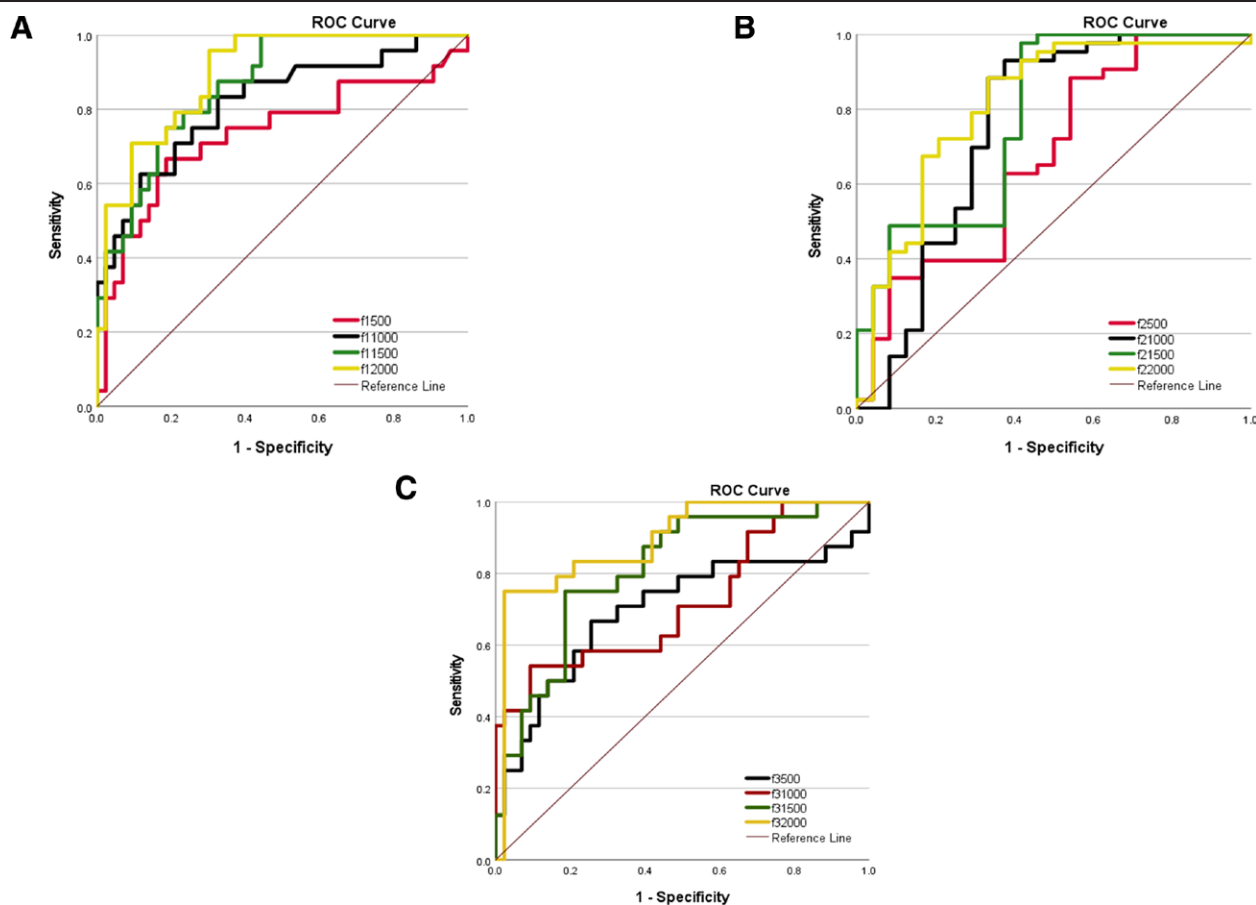 A
ROC Curve
1.0
0.8
0.6
0.4
0.2
0.0
Sensitivity
f1500
f11000
f11500
f12000
Reference Line
0.0 0.2 0.4 0.6 0.8 1.0
1 - Specificity
B
ROC Curve
1.0
0.8
0.6
0.4
0.2
0.0
Sensitivity
f2500
f21000
f21500
f22000
Reference Line
0.0 0.2 0.4 0.6 0.8 1.0
1 - Specificity
C
ROC Curve
1.0
0.8
0.6
0.4
0.2
0.0
Sensitivity
f3500
f31000
f31500
f32000
Reference Line
0.0 0.2 0.4 0.6 0.8 1.0
1 - Specificity